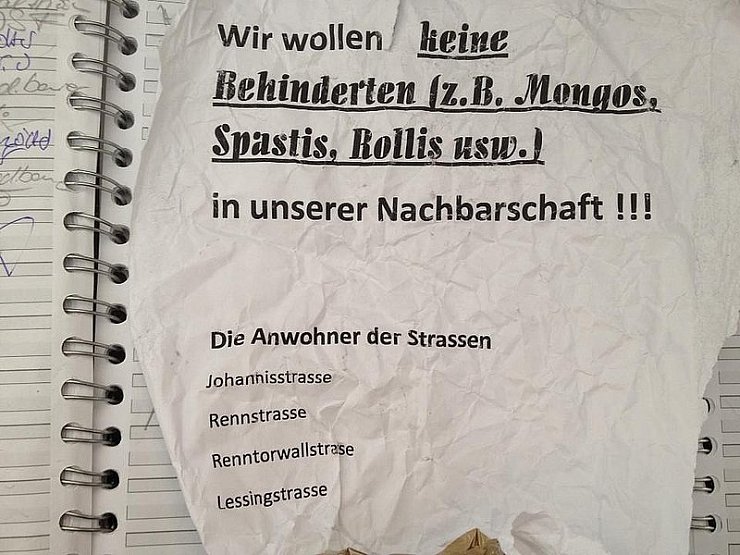 Wir wollen keine
Behinderten (z.B. Mongos,
Spastis, Rollis usw.)
in unserer Nachbarschaft !!!
Die Anwohner der Strassen
Johannisstrasse
Rennstrasse
Renntorwallstrase
Lessingstrasse